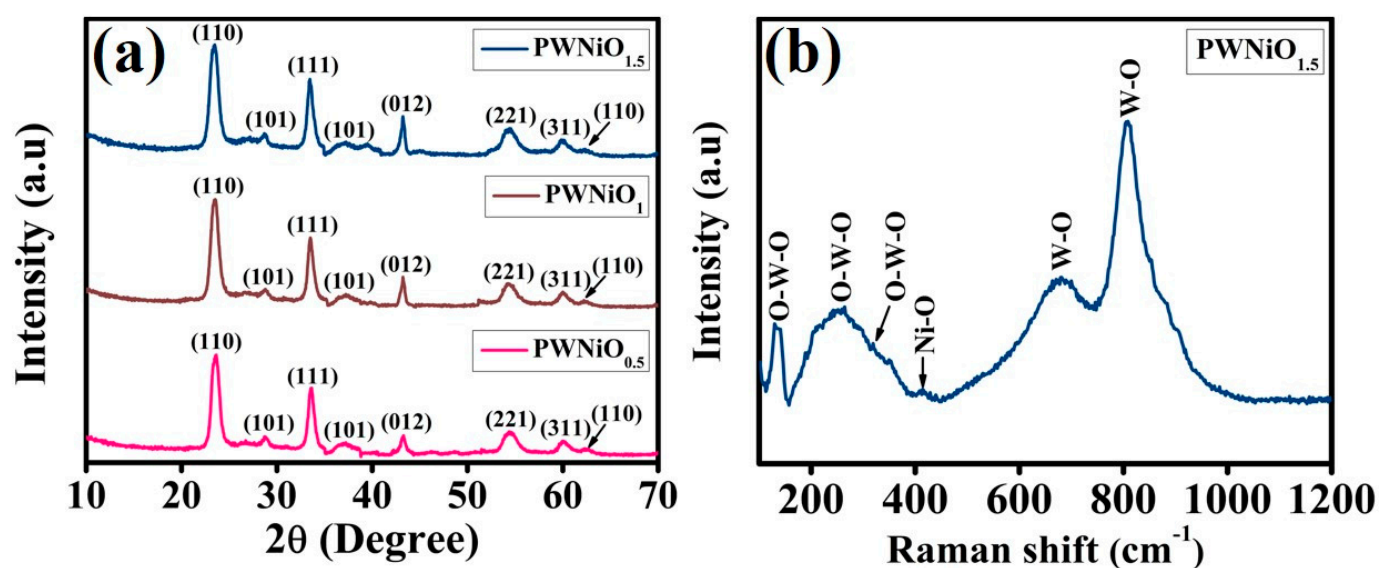 (a)
Intensity (a.u)
PWNiO1.5
(110)
(101)
(111)
(101)
(012)
(221)
(311)
(110)
PWNiO1
(110)
(101)
(111)
(101)
(012)
(221)
(311)
(110)
PWNiO0.5
(110)
(101)
(111)
(101)
(012)
(221)
(311)
(110)
10 20 30 40 50 60 70
2θ (Degree)
(b)
Intensity (a.u)
PWNiO1.5
O-W-O
O-W-O
O-W-O
Ni-O
W-O
W-O
200 400 600 800 1000 1200
Raman shift (cm-1)